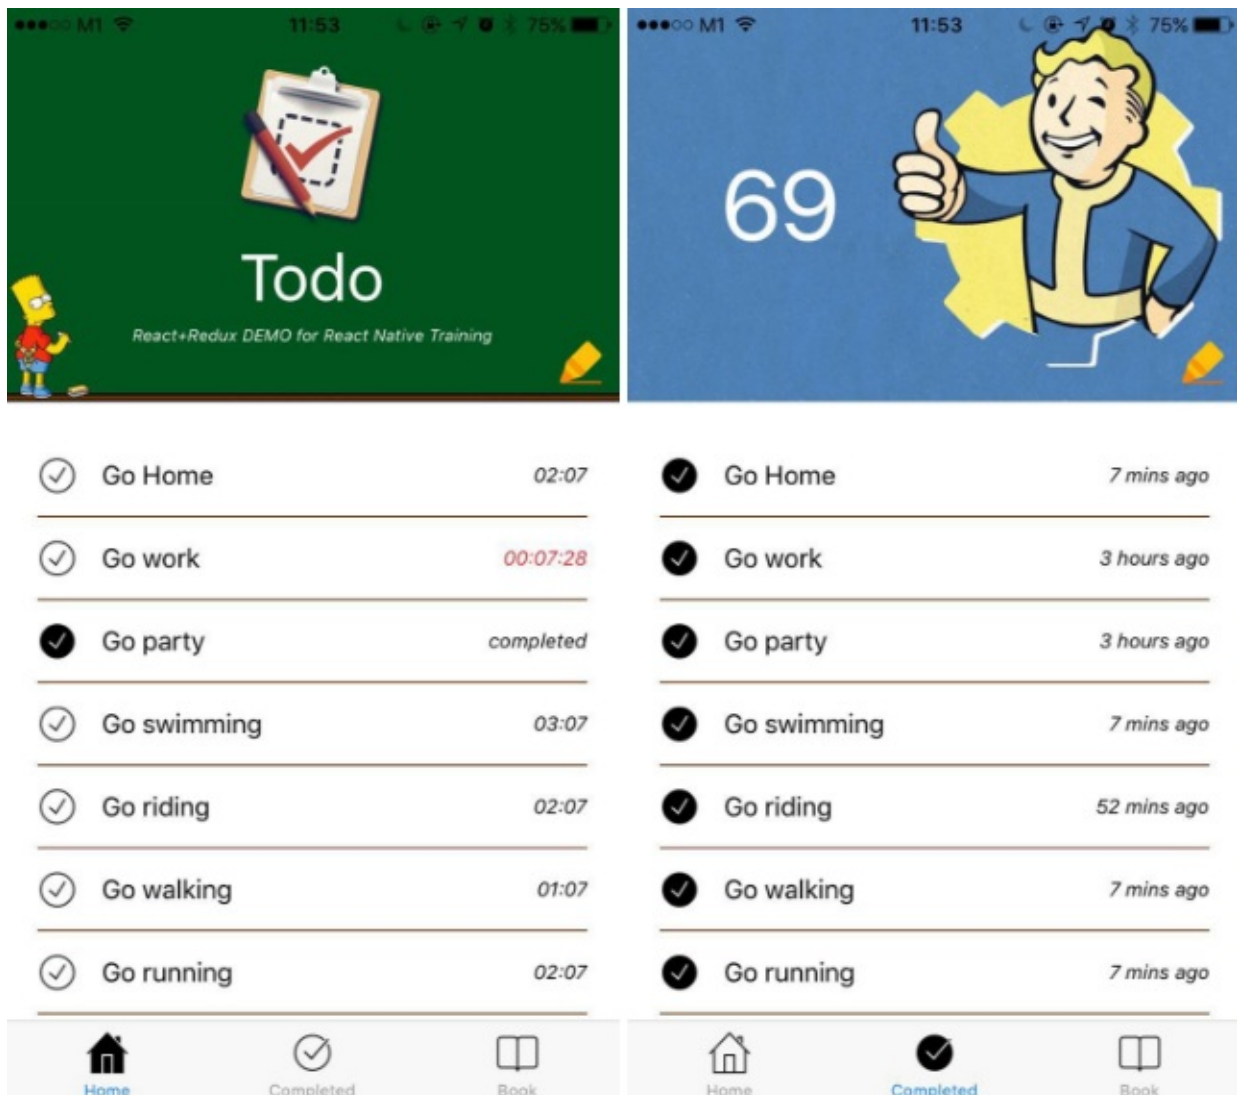 M1 11:53 75%
Todo
React+Redux DEMO for React Native Training
Go Home 02:07
Go work 00:07:28
Go party completed
Go swimming 03:07
Go riding 02:07
Go walking 01:07
Go running 02:07
Home Completed Book
M1 11:53 75%
69
Go Home 7 mins ago
Go work 3 hours ago
Go party 3 hours ago
Go swimming 7 mins ago
Go riding 52 mins ago
Go walking 7 mins ago
Go running 7 mins ago
Home Completed Book